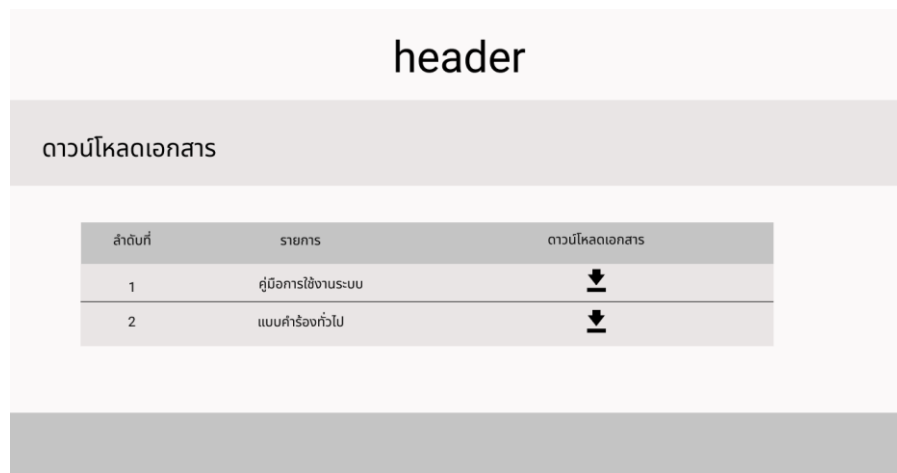 header
ดาวน์โหลดเอกสาร
ลำดับที่ รายการ ดาวน์โหลดเอกสาร
1 คู่มือการใช้งานระบบ
2 แบบคำร้องทั่วไป